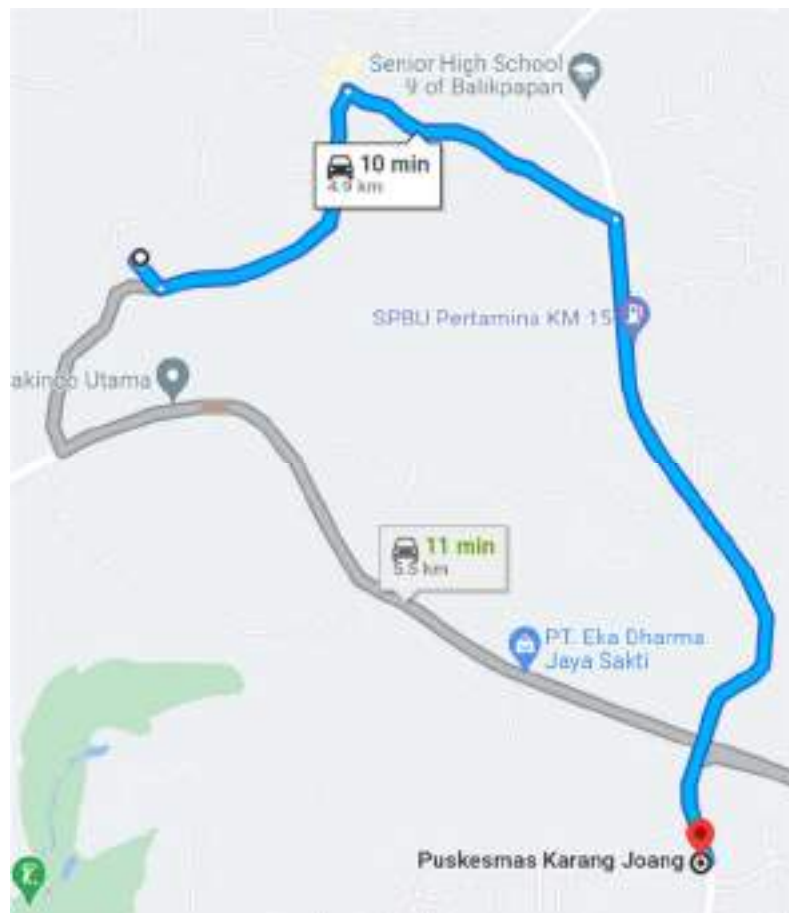 Senior High School
9 of Balikpapan
10 min
4.9 km
SPBU Pertamina KM 15
Utama
11 min
5.5 km
PT. Eka Dharma
Jaya Sakti
Puskesmas Karang Joang